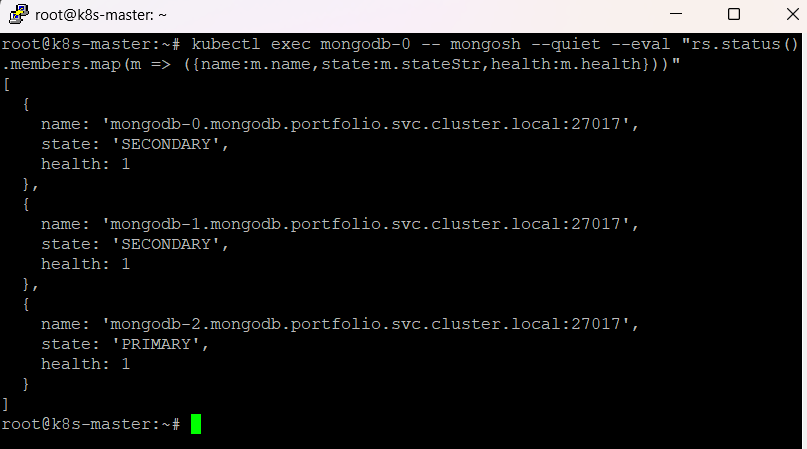 root@k8s-master: ~
root@k8s-master:~# kubectl exec mongodb-0 -- mongosh --quiet --eval "rs.status()
.members.map(m => ({name:m.name,state:m.stateStr,health:m.health}))"
[
  {
    name: 'mongodb-0.mongodb.portfolio.svc.cluster.local:27017',
    state: 'SECONDARY',
    health: 1
  },
  {
    name: 'mongodb-1.mongodb.portfolio.svc.cluster.local:27017',
    state: 'SECONDARY',
    health: 1
  },
  {
    name: 'mongodb-2.mongodb.portfolio.svc.cluster.local:27017',
    state: 'PRIMARY',
    health: 1
  }
]
root@k8s-master:~#